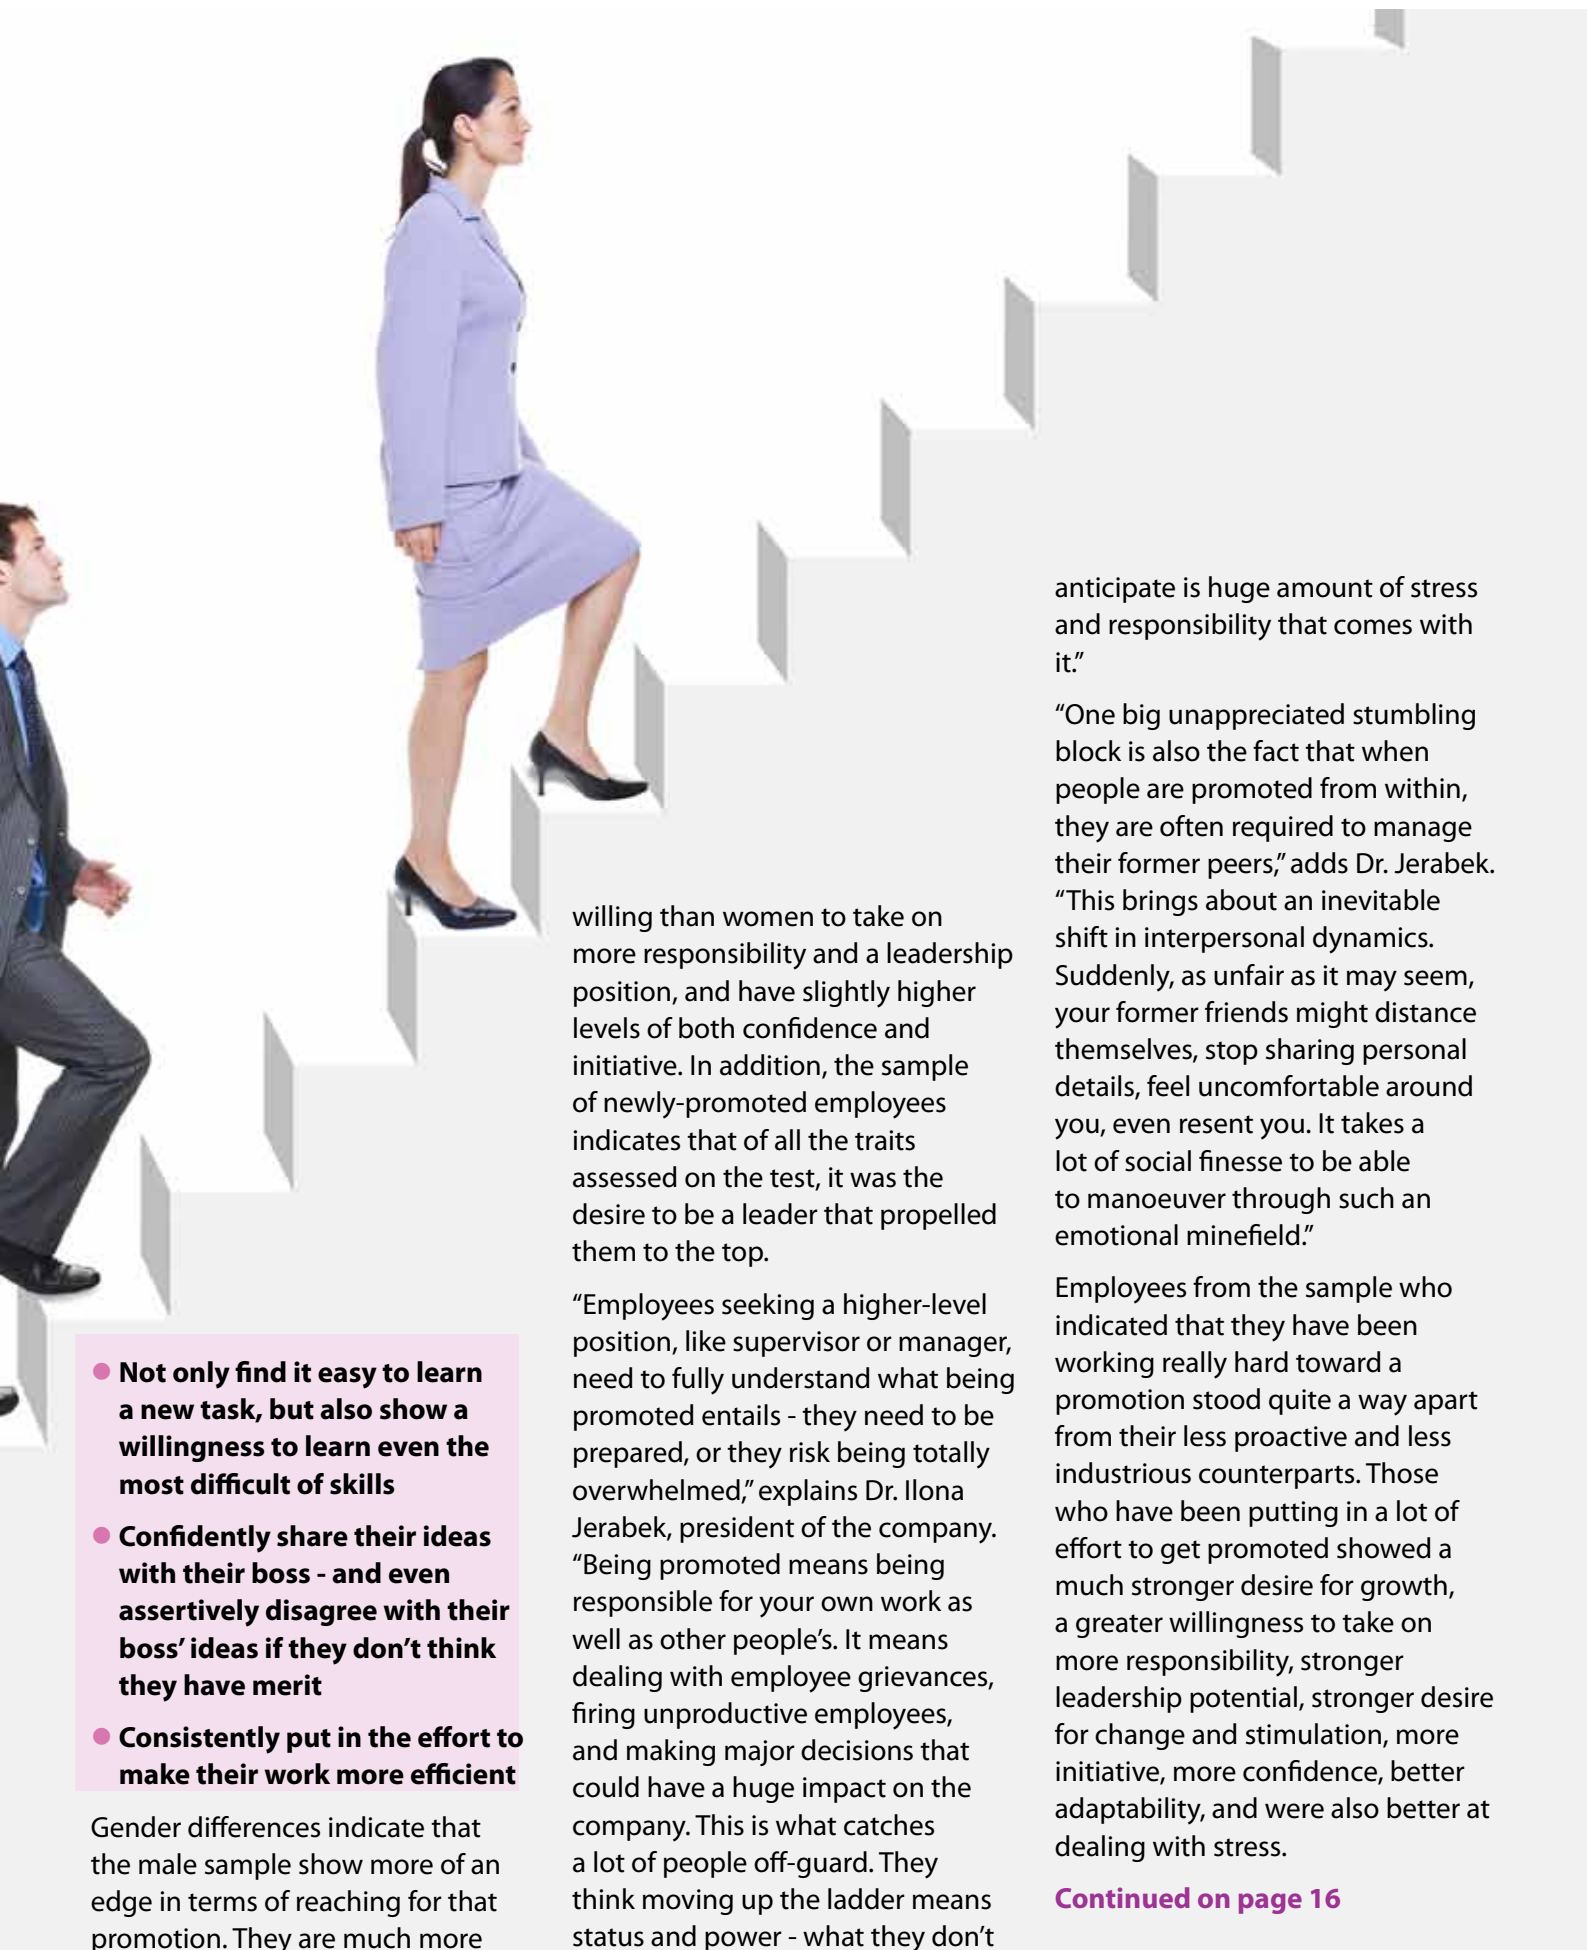 ● Not only find it easy to learn
a new task, but also show a
willingness to learn even the
most difficult of skills
● Confidently share their ideas
with their boss - and even
assertively disagree with their
boss’ ideas if they don’t think
they have merit
● Consistently put in the effort to
make their work more efficient
Gender differences indicate that
the male sample show more of an
edge in terms of reaching for that
promotion. They are much more
willing than women to take on
more responsibility and a leadership
position, and have slightly higher
levels of both confidence and
initiative. In addition, the sample
of newly-promoted employees
indicates that of all the traits
assessed on the test, it was the
desire to be a leader that propelled
them to the top.
“Employees seeking a higher-level
position, like supervisor or manager,
need to fully understand what being
promoted entails - they need to be
prepared, or they risk being totally
overwhelmed,” explains Dr. Ilona
Jerabek, president of the company.
“Being promoted means being
responsible for your own work as
well as other people’s. It means
dealing with employee grievances,
firing unproductive employees,
and making major decisions that
could have a huge impact on the
company. This is what catches
a lot of people off-guard. They
think moving up the ladder means
status and power - what they don’t
anticipate is huge amount of stress
and responsibility that comes with
it.”
“One big unappreciated stumbling
block is also the fact that when
people are promoted from within,
they are often required to manage
their former peers,” adds Dr. Jerabek.
“This brings about an inevitable
shift in interpersonal dynamics.
Suddenly, as unfair as it may seem,
your former friends might distance
themselves, stop sharing personal
details, feel uncomfortable around
you, even resent you. It takes a
lot of social finesse to be able
to manoeuver through such an
emotional minefield.”
Employees from the sample who
indicated that they have been
working really hard toward a
promotion stood quite a way apart
from their less proactive and less
industrious counterparts. Those
who have been putting in a lot of
effort to get promoted showed a
much stronger desire for growth,
a greater willingness to take on
more responsibility, stronger
leadership potential, stronger desire
for change and stimulation, more
initiative, more confidence, better
adaptability, and were also better at
dealing with stress.
Continued on page 16